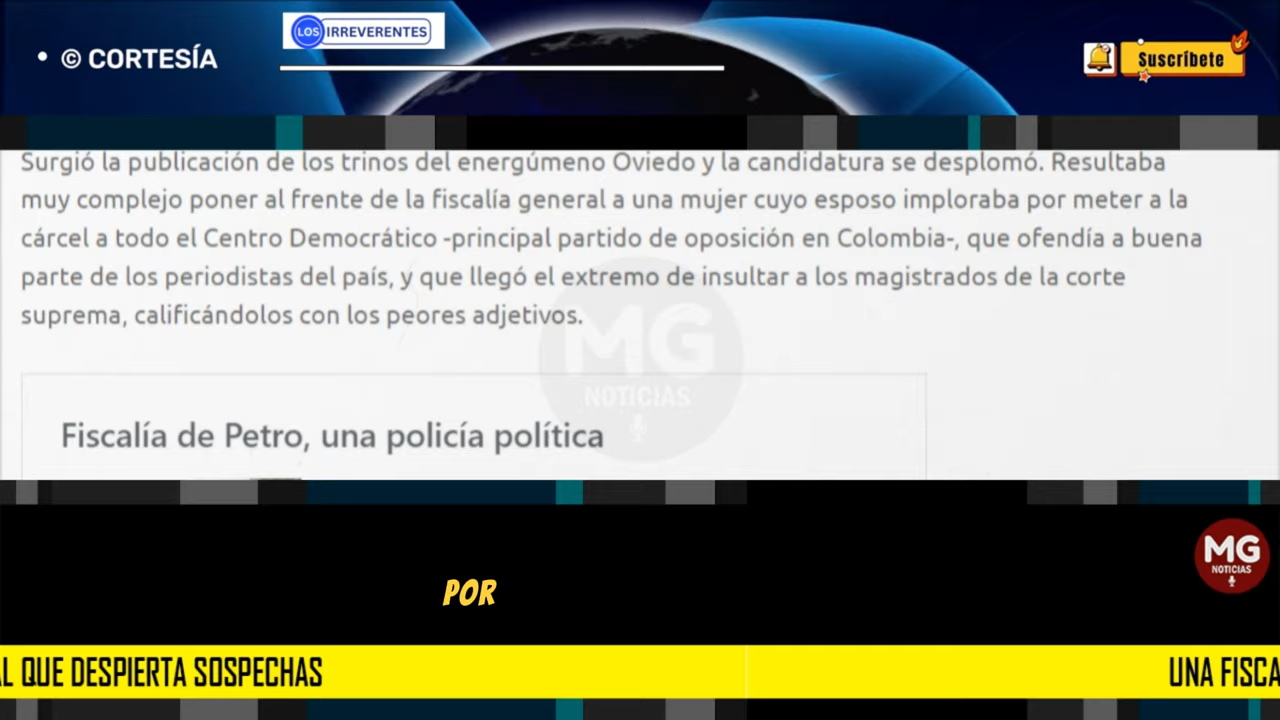 • © CORTESÍA
LOS IRREVERENTES
Suscríbete
Surgió la publicación de los trinos del energúmeno Oviedo y la candidatura se desplomó. Resultaba
muy complejo poner al frente de la fiscalía general a una mujer cuyo esposo imploraba por meter a la
cárcel a todo el Centro Democrático -principal partido de oposición en Colombia-, que ofendía a buena
parte de los periodistas del país, y que llegó el extremo de insultar a los magistrados de la corte
suprema, calificándolos con los peores adjetivos.
MG
NOTICIAS
Fiscalía de Petro, una policía política
MG
NOTICIAS
POR
AL QUE DESPIERTA SOSPECHAS
UNA FISCA